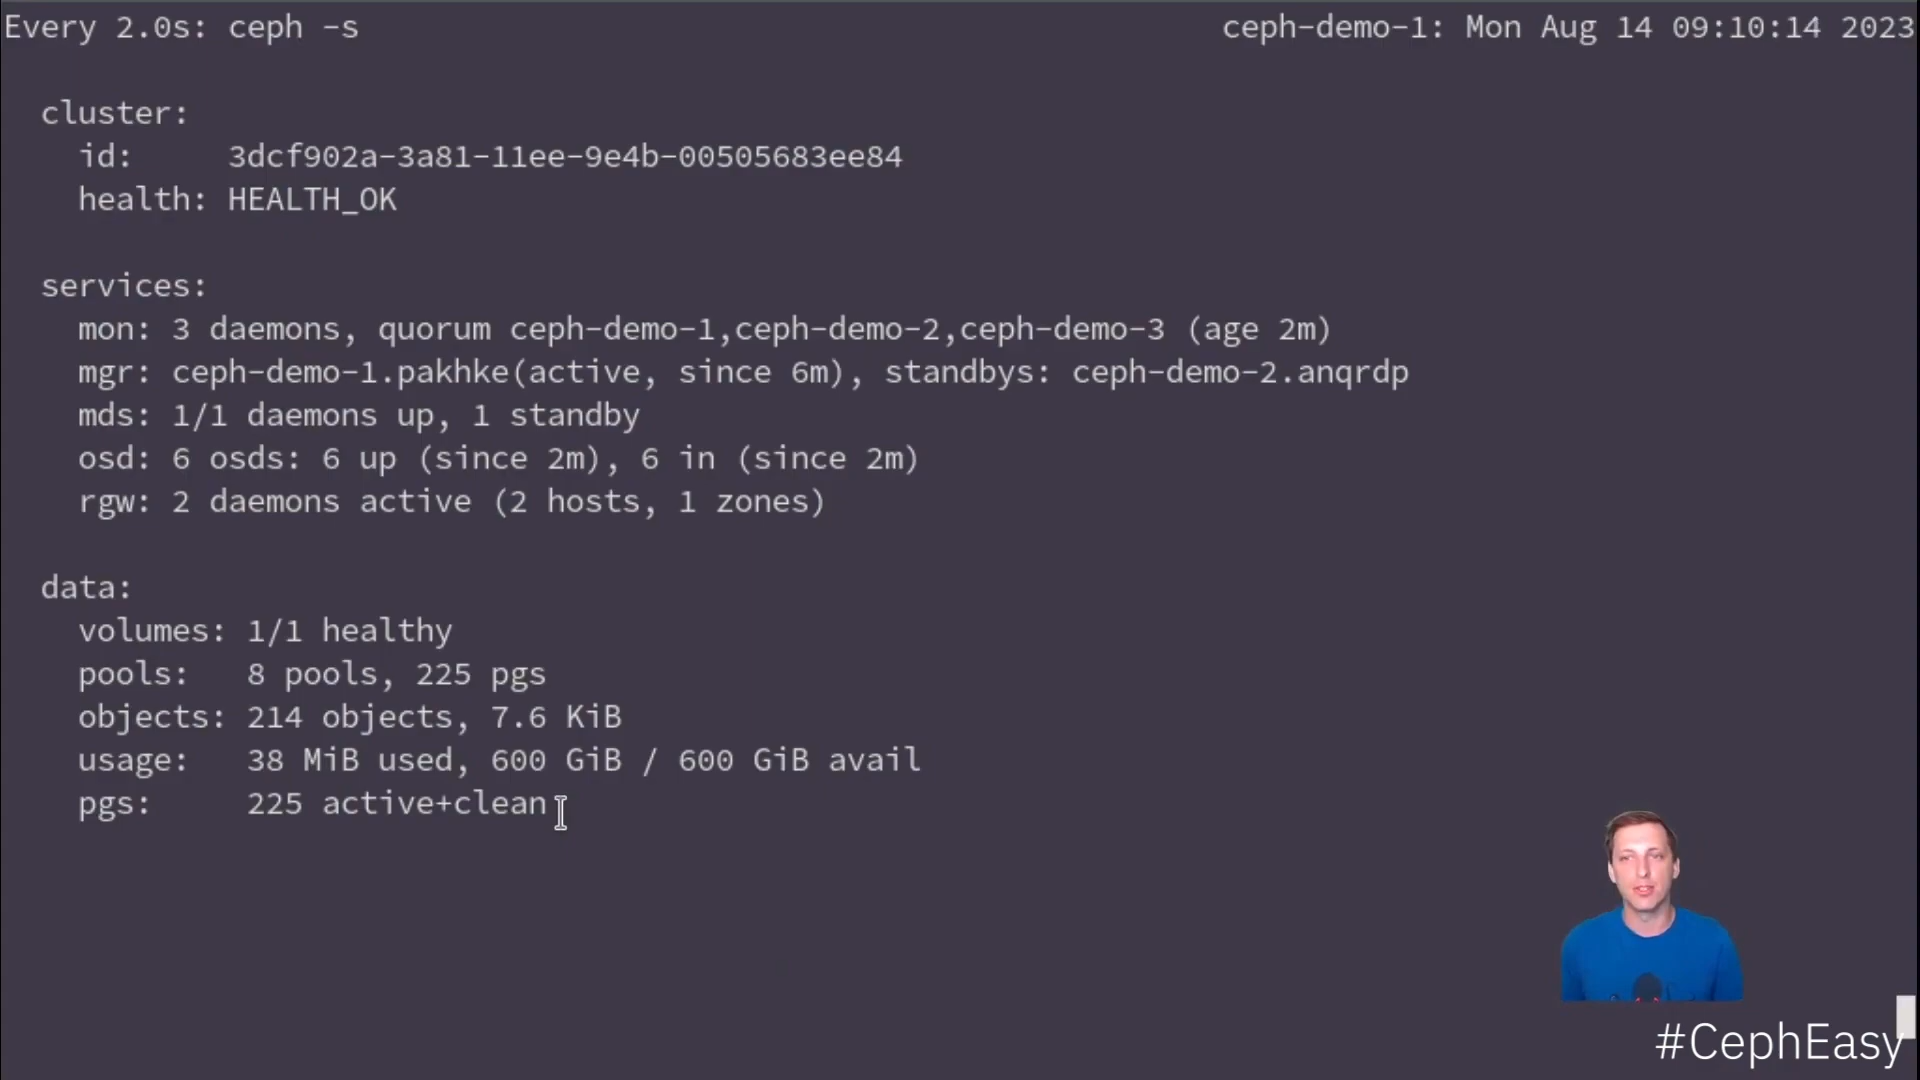 Every 2.0s: ceph -s
ceph-demo-1: Mon Aug 14 09:10:14 2023
cluster:
id: 3dcf902a-3a81-11ee-9e4b-00505683ee84
health: HEALTH_OK
services:
mon: 3 daemons, quorum ceph-demo-1,ceph-demo-2,ceph-demo-3 (age 2m)
mgr: ceph-demo-1.pakhke(active, since 6m), standbys: ceph-demo-2.anqrdp
mds: 1/1 daemons up, 1 standby
osd: 6 osds: 6 up (since 2m), 6 in (since 2m)
rgw: 2 daemons active (2 hosts, 1 zones)
data:
volumes: 1/1 healthy
pools: 8 pools, 225 pgs
objects: 214 objects, 7.6 KiB
usage: 38 MiB used, 600 GiB / 600 GiB avail
pgs: 225 active+clean
#CephEasy